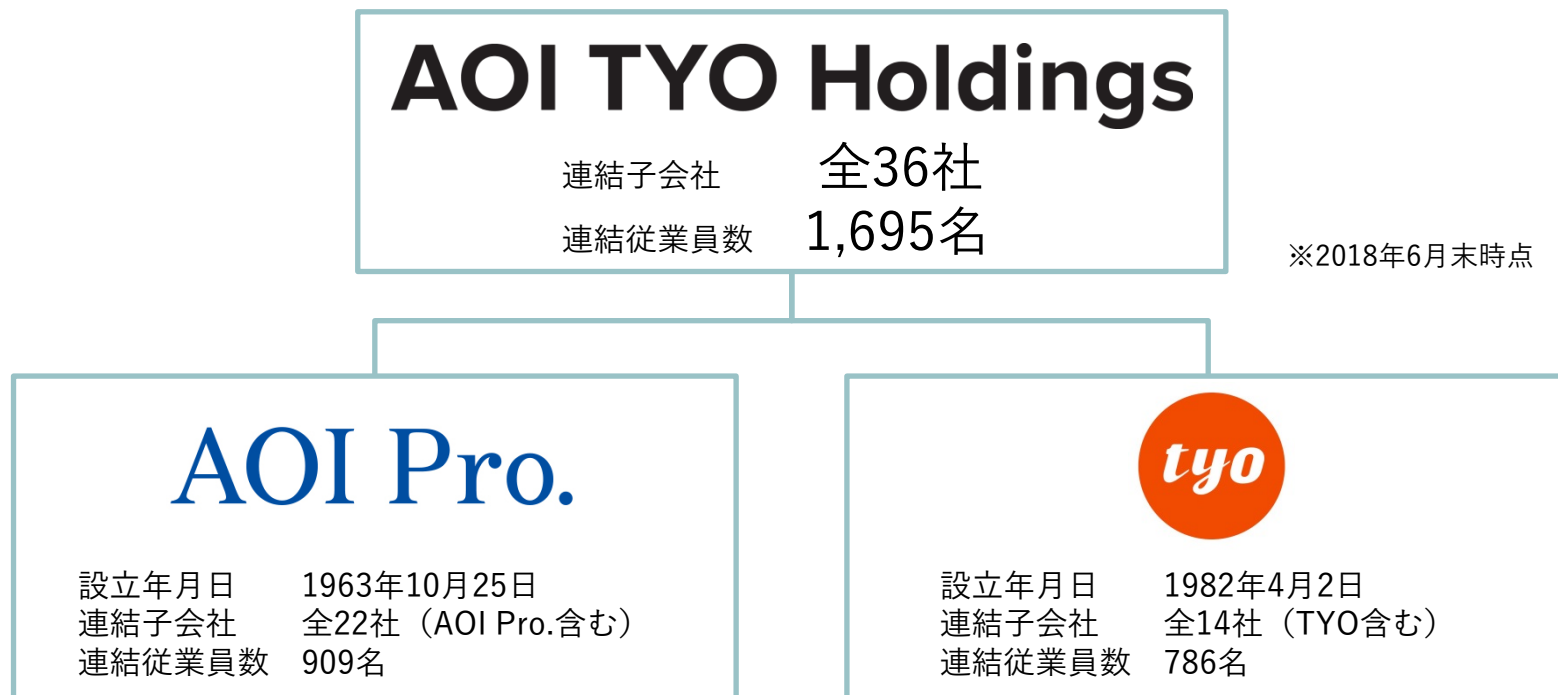 AOI TYO Holdings
連結子会社 全36社
連結従業員数 1,695名
※2018年6月末時点
AOI Pro.
設立年月日 1963年10月25日
連結子会社 全22社（AOI Pro.含む）
連結従業員数 909名
tyo
設立年月日 1982年4月2日
連結子会社 全14社（TYO含む）
連結従業員数 786名